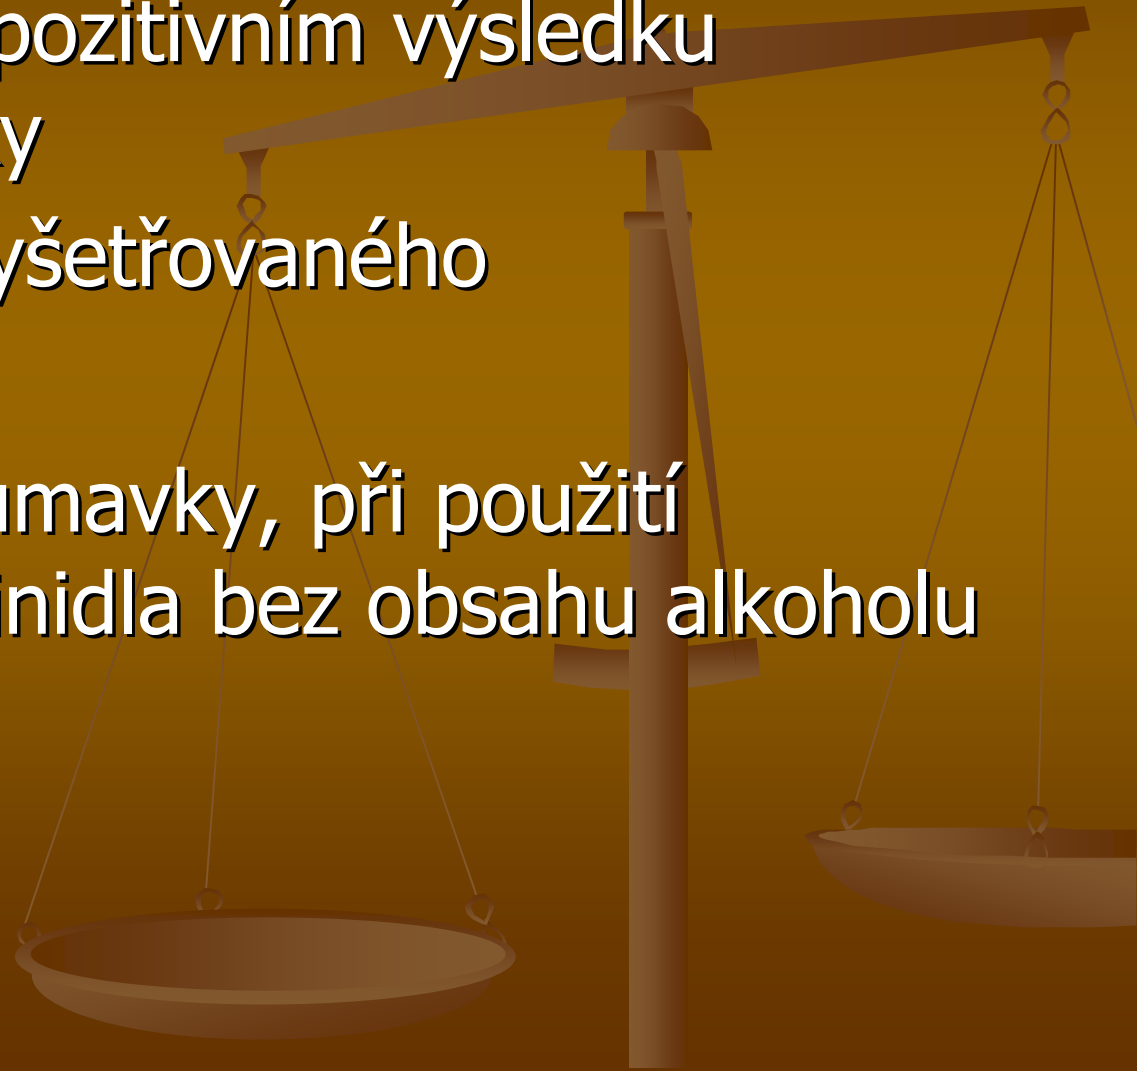 pozitivním výsledku
y
yšetřovaného
umavky, při použití
inidla bez obsahu alkoholu